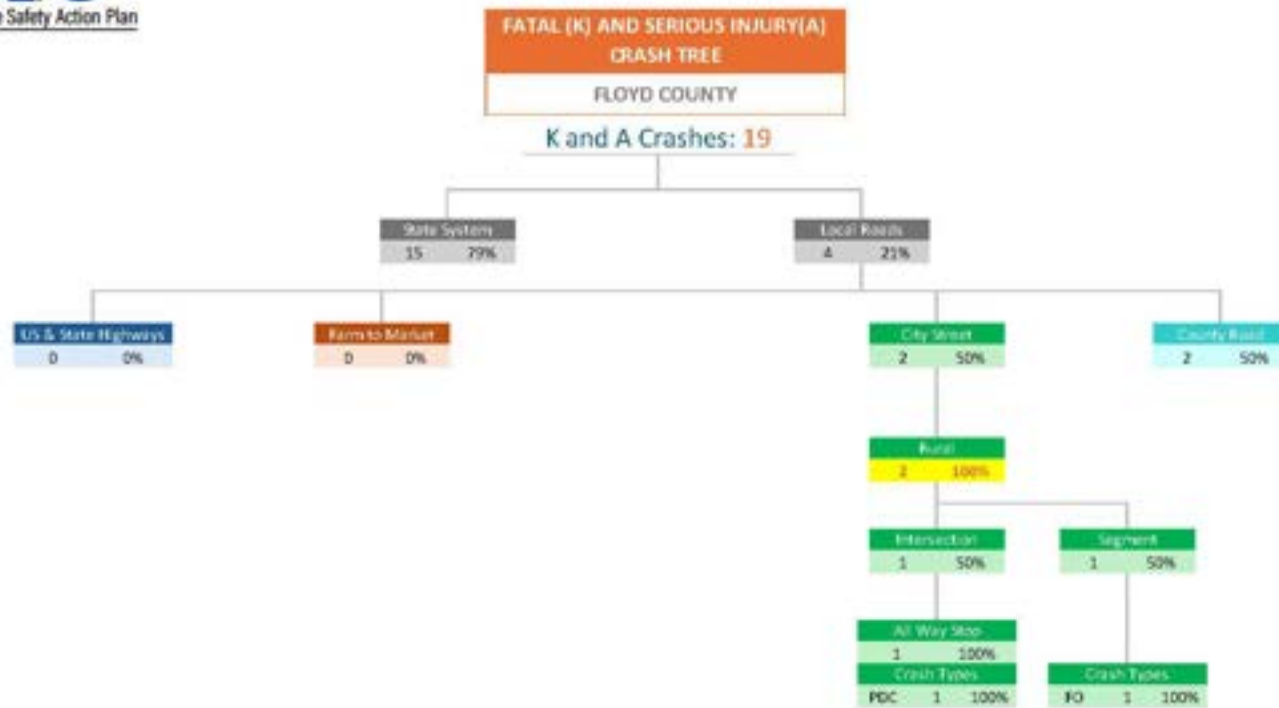 Safety Action Plan
FATAL (K) AND SERIOUS INJURY(A)
CRASH TREE
FLOYD COUNTY
K and A Crashes: 19
State System
15 79%
Local Roads
4 21%
US & State Highways
0 0%
Farm to Market
0 0%
City Street
2 50%
County Road
2 50%
Rural
2 100%
Intersection
1 50%
Segment
1 50%
All Way Stop
1 100%
Crash Types
PDC 1 100%
Crash Types
FO 1 100%